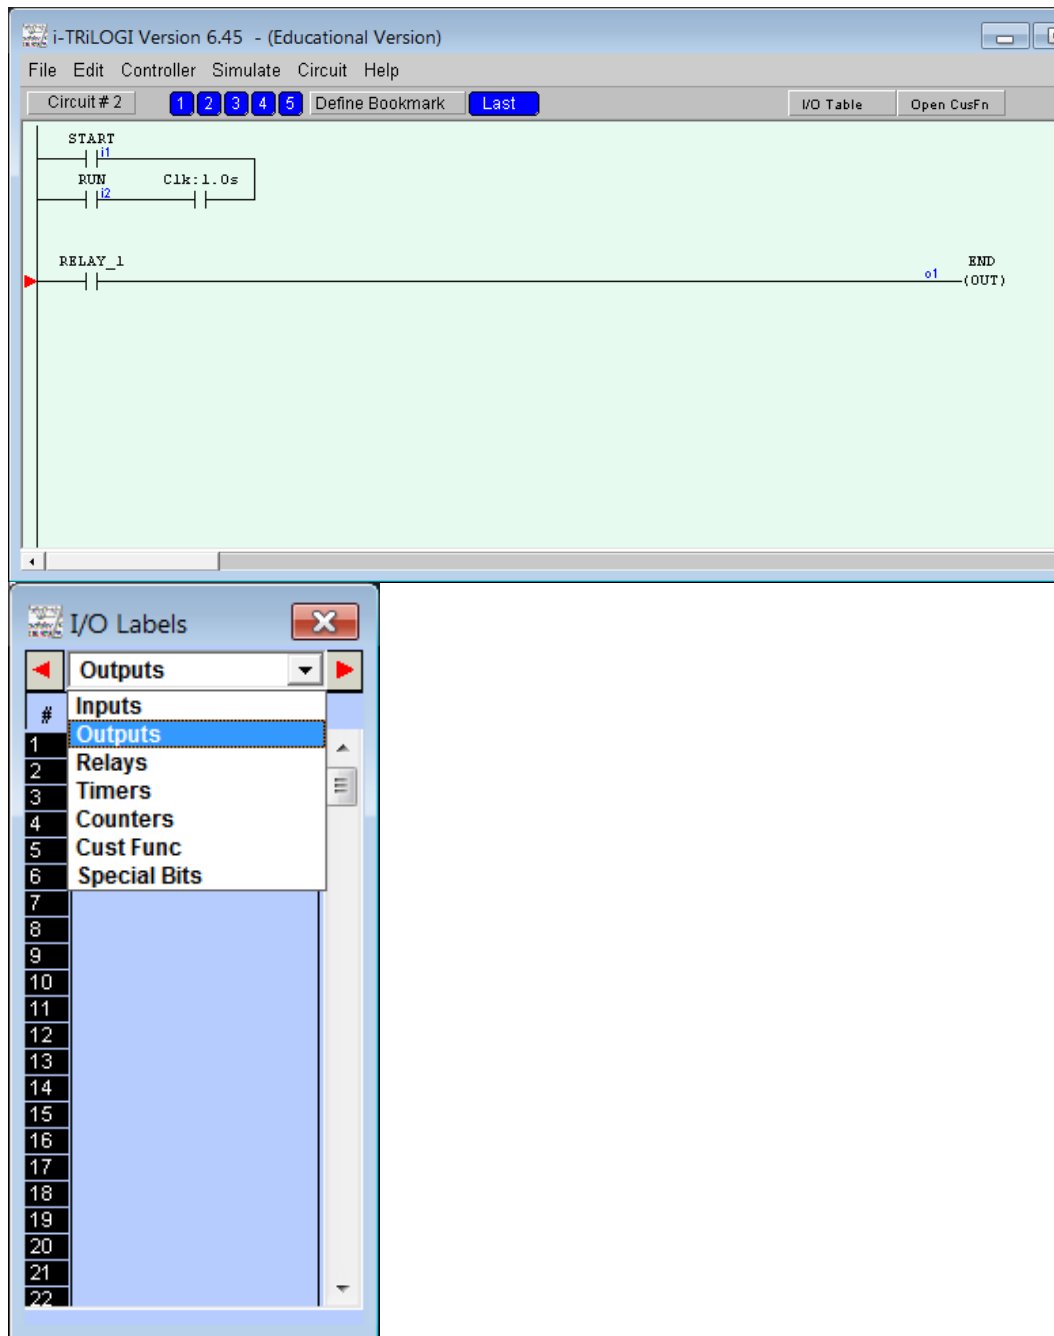 i-TRiLOGI Version 6.45 - (Educational Version)
File Edit Controller Simulate Circuit Help
Circuit # 2 1 2 3 4 5 Define Bookmark Last I/O Table Open CusFn
START
i1
RUN Clk:1.0s
i2
RELAY_1 END
o1 (OUT)
I/O Labels
Outputs
# Inputs
Outputs
1
Relays
2
Timers
3
Counters
4
Cust Func
5
Special Bits
6
7
8
9
10
11
12
13
14
15
16
17
18
19
20
21
22